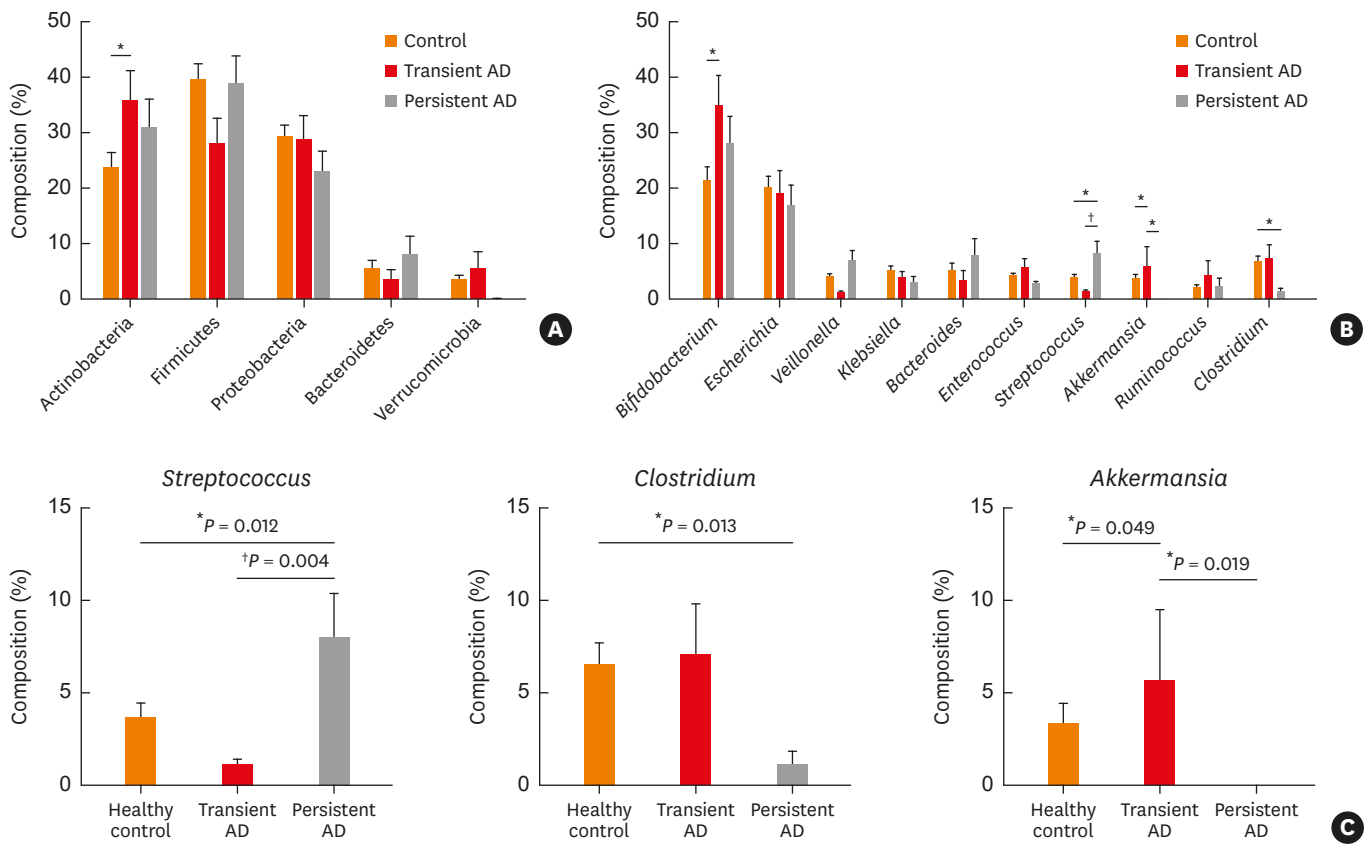 50
40
30
20
10
0
Composition (%)
*
Control
Transient AD
Persistent AD
Actinobacteria
Firmicutes
Proteobacteria
Bacteroidetes
Verrucomicrobia
A
50
40
30
20
10
0
Composition (%)
*
*
†
*
*
*
Control
Transient AD
Persistent AD
Bifidobacterium
Escherichia
Veillonella
Klebsiella
Bacteroides
Enterococcus
Streptococcus
Akkermansia
Ruminococcus
Clostridium
B
Streptococcus
15
10
5
0
Composition (%)
*P = 0.012
†P = 0.004
Healthy
control
Transient
AD
Persistent
AD
Clostridium
15
10
5
0
Composition (%)
*P = 0.013
Healthy
control
Transient
AD
Persistent
AD
Akkermansia
15
10
5
0
Composition (%)
*P = 0.049
*P = 0.019
Healthy
control
Transient
AD
Persistent
AD
C